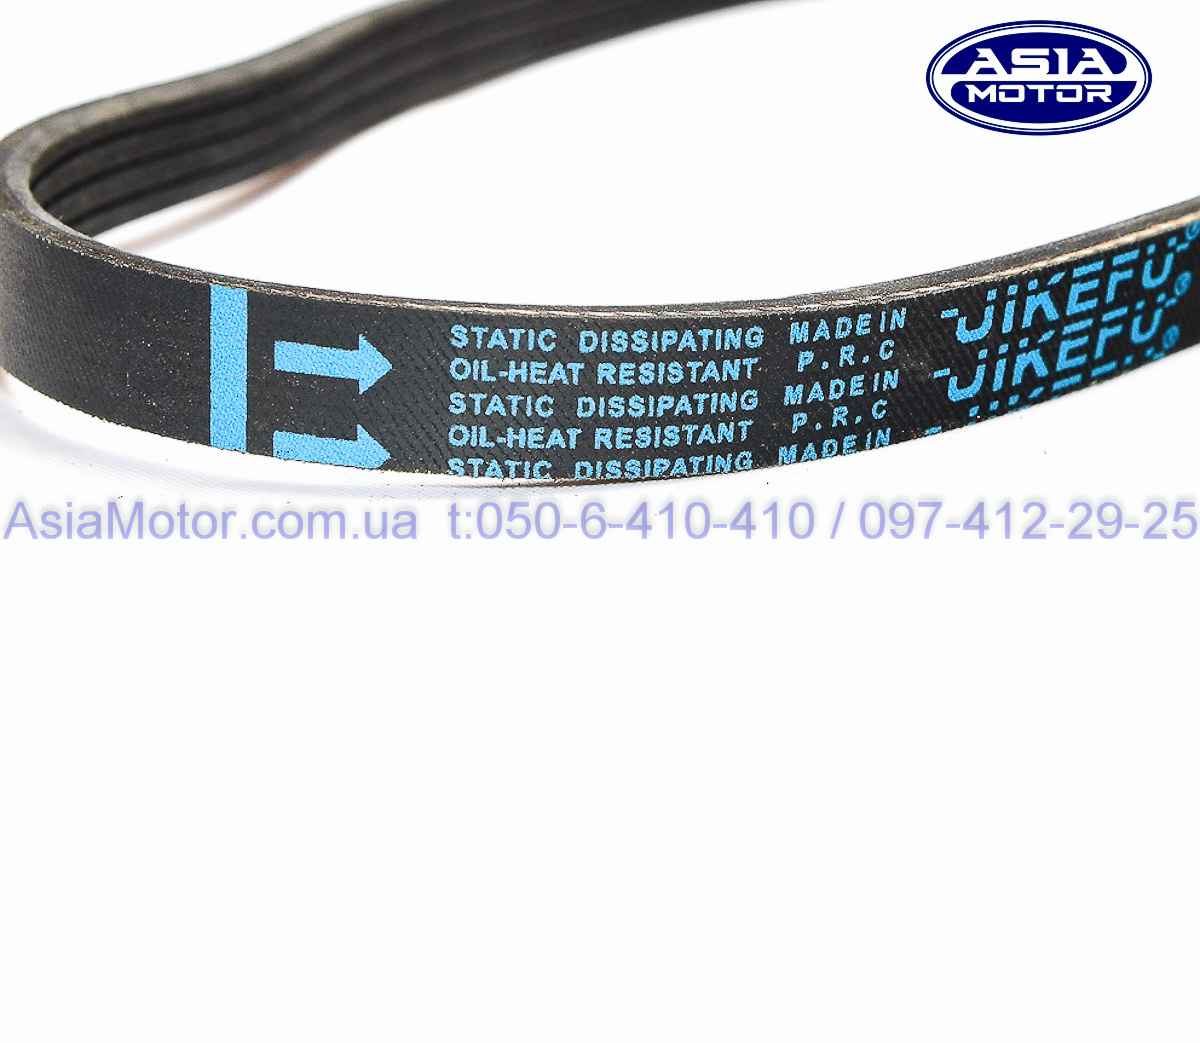 ASIA
MOTOR
STATIC DISSIPATING MADE IN
OIL-HEAT RESISTANT P.R.C
STATIC DISSIPATING MADE IN
OIL-HEAT RESISTANT P.R.C
STATIC DISSIPATING MADE IN
JIKEFU®
JIKEFU®
AsiaMotor.com.ua t:050-6-410-410 / 097-412-29-25